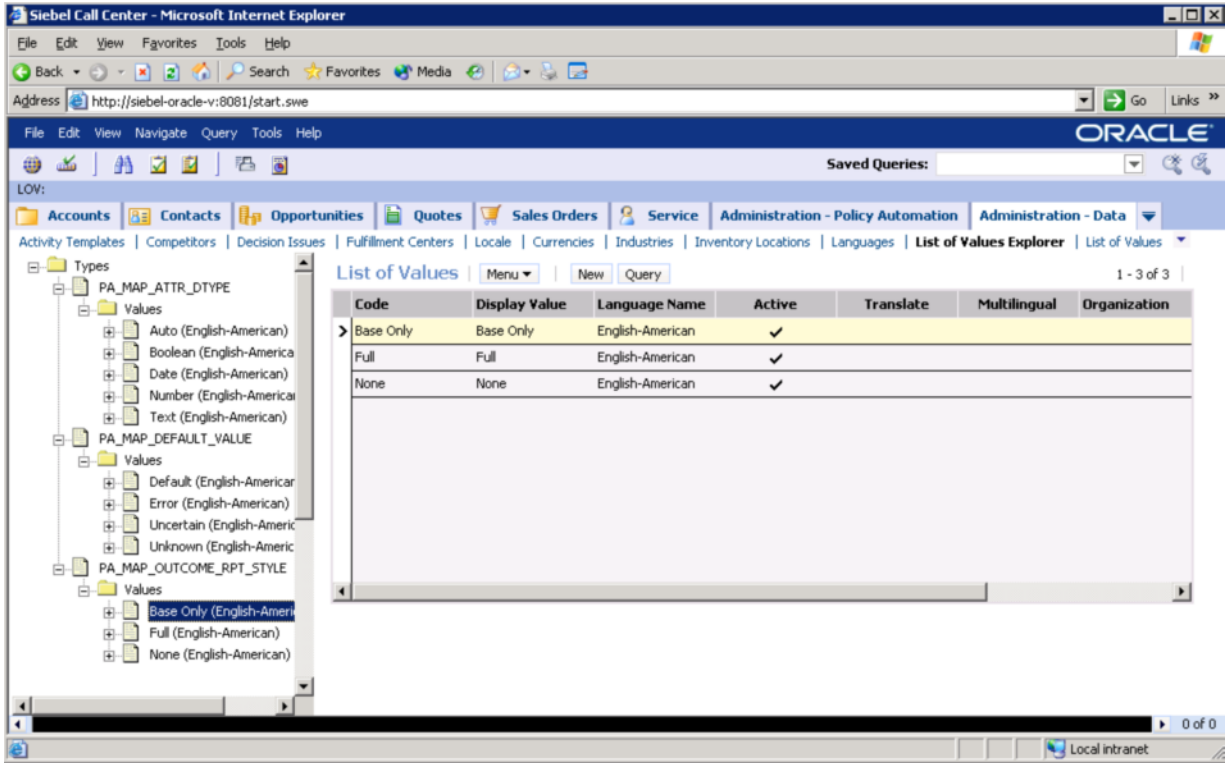 Siebel Call Center - Microsoft Internet Explorer
File Edit View Favorites Tools Help
Back Search Favorites Media
Address http://siebel-oracle-v:8081/start.swe Go Links »
File Edit View Navigate Query Tools Help ORACLE
Saved Queries:
LOV:
Accounts Contacts Opportunities Quotes Sales Orders Service Administration - Policy Automation Administration - Data
Activity Templates | Competitors | Decision Issues | Fulfillment Centers | Locale | Currencies | Industries | Inventory Locations | Languages | List of Values Explorer | List of Values
Types
PA_MAP_ATTR_DTYPE
Values
Auto (English-American)
Boolean (English-America
Date (English-American)
Number (English-American
Text (English-American)
PA_MAP_DEFAULT_VALUE
Values
Default (English-American
Error (English-American)
Uncertain (English-Americ
Unknown (English-Americ
PA_MAP_OUTCOME_RPT_STYLE
Values
Base Only (English-Ameri
Full (English-American)
None (English-American)
List of Values | Menu | New Query 1 - 3 of 3
Code Display Value Language Name Active Translate Multilingual Organization
Base Only Base Only English-American
Full Full English-American
None None English-American
0 of 0
Local intranet